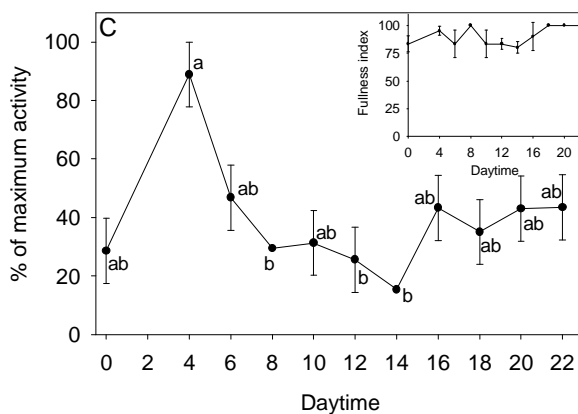 C
% of maximum activity
100
80
60
40
20
0
a
ab
ab
b
ab
b
b
ab
ab
ab
ab
0 2 4 6 8 10 12 14 16 18 20 22
Daytime
Fullness index
100
75
50
25
0
0 4 8 12 16 20
Daytime